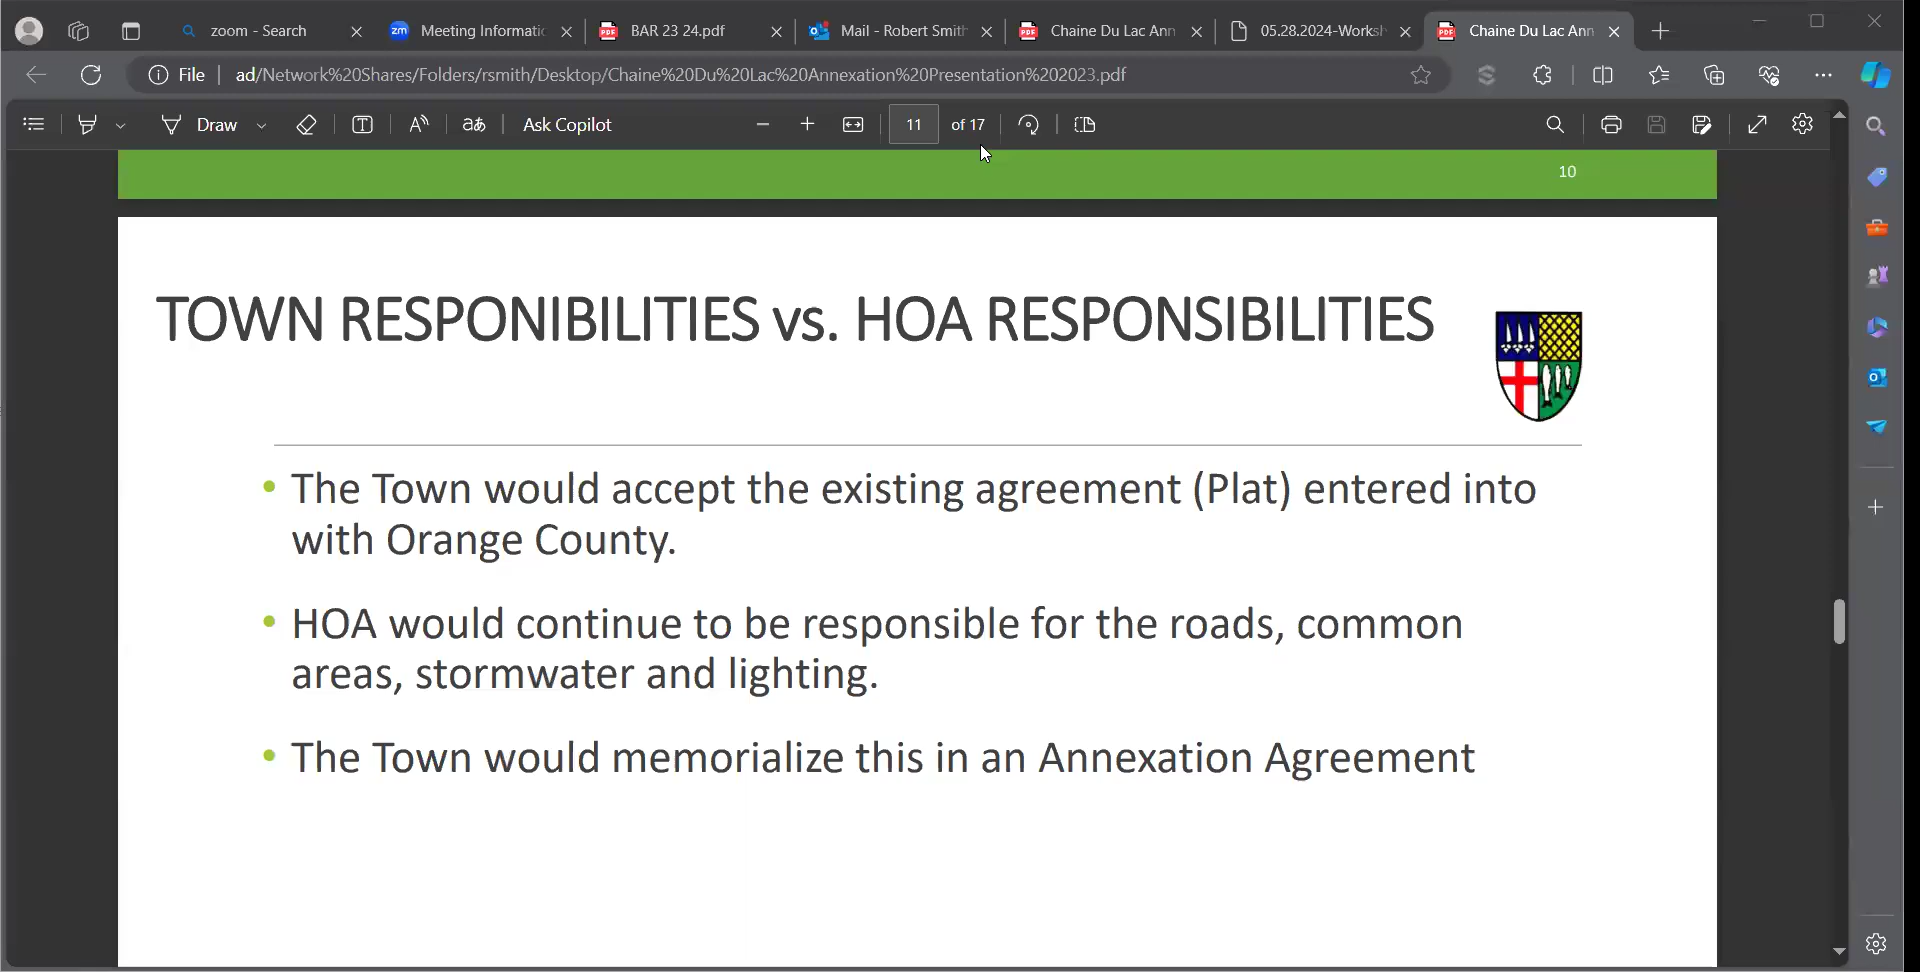 zoom - Search
Meeting Informatic
BAR 23 24.pdf
Mail - Robert Smith
Chaine Du Lac Ann
05.28.2024-Worksh
Chaine Du Lac Ann
File
ad/Network%20Shares/Folders/rsmith/Desktop/Chaine%20Du%20Lac%20Annexation%20Presentation%202023.pdf
Draw
Ask Copilot
11 of 17
10
TOWN RESPONIBILITIES vs. HOA RESPONSIBILITIES
• The Town would accept the existing agreement (Plat) entered into
with Orange County.
• HOA would continue to be responsible for the roads, common
areas, stormwater and lighting.
• The Town would memorialize this in an Annexation Agreement